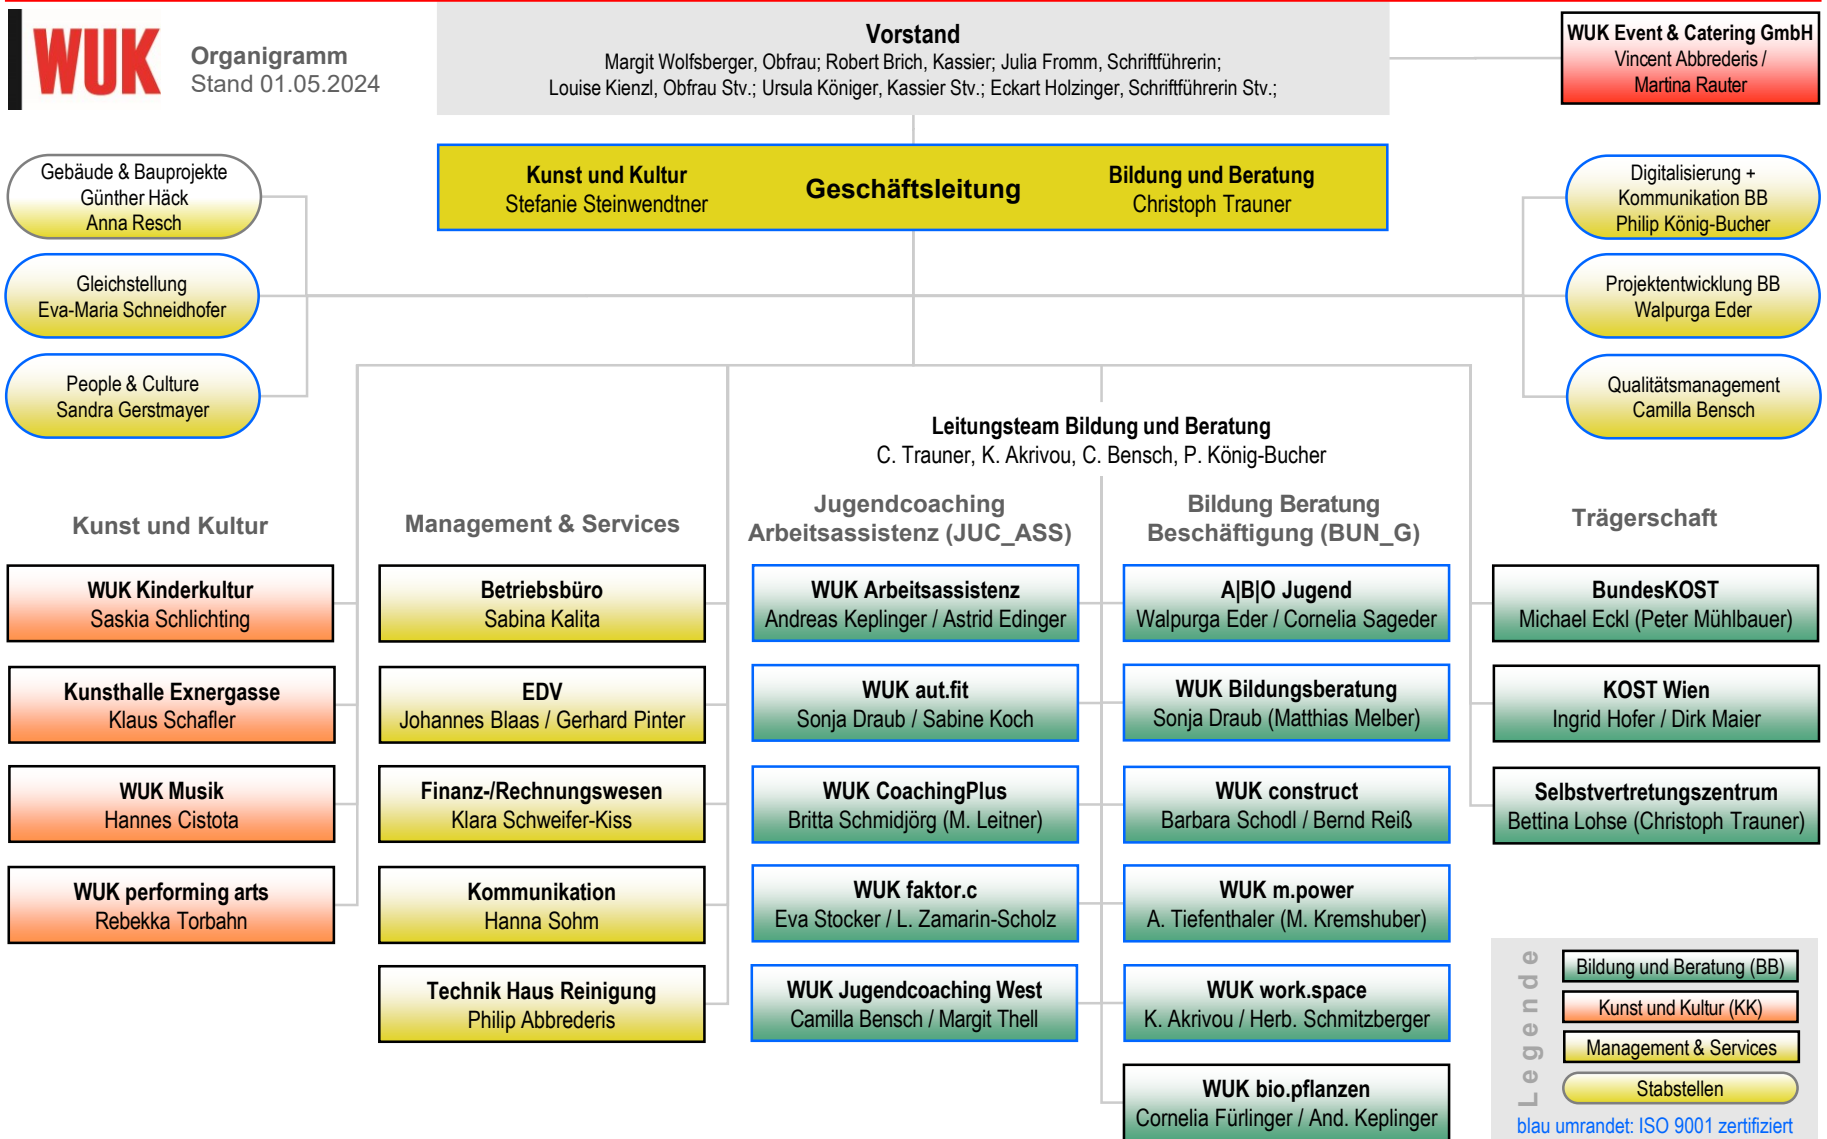 WUK
Organigramm
Stand 01.05.2024
Vorstand
Margit Wolfsberger, Obfrau; Robert Brich, Kassier; Julia Fromm, Schriftführerin;
Louise Kienzl, Obfrau Stv.; Ursula Königer, Kassier Stv.; Eckart Holzinger, Schriftführerin Stv.;
WUK Event & Catering GmbH
Vincent Abbrederis /
Martina Rauter
Kunst und Kultur
Stefanie Steinwendtner
Geschäftsleitung
Bildung und Beratung
Christoph Trauner
Gebäude & Bauprojekte
Günther Häck
Anna Resch
Gleichstellung
Eva-Maria Schneidhofer
People & Culture
Sandra Gerstmayer
Digitalisierung +
Kommunikation BB
Philip König-Bucher
Projektentwicklung BB
Walpurga Eder
Qualitätsmanagement
Camilla Bensch
Leitungsteam Bildung und Beratung
C. Trauner, K. Akrivou, C. Bensch, P. König-Bucher
Kunst und Kultur
WUK Kinderkultur
Saskia Schlichting
Kunsthalle Exnergasse
Klaus Schafler
WUK Musik
Hannes Cistota
WUK performing arts
Rebekka Torbahn
Management & Services
Betriebsbüro
Sabina Kalita
EDV
Johannes Blaas / Gerhard Pinter
Finanz-/Rechnungswesen
Klara Schweifer-Kiss
Kommunikation
Hanna Sohm
Technik Haus Reinigung
Philip Abbrederis
Jugendcoaching
Arbeitsassistenz (JUC_ASS)
WUK Arbeitsassistenz
Andreas Keplinger / Astrid Edinger
WUK aut.fit
Sonja Draub / Sabine Koch
WUK CoachingPlus
Britta Schmidjörg (M. Leitner)
WUK faktor.c
Eva Stocker / L. Zamarin-Scholz
WUK Jugendcoaching West
Camilla Bensch / Margit Thell
Bildung Beratung
Beschäftigung (BUN_G)
A|B|O Jugend
Walpurga Eder / Cornelia Sageder
WUK Bildungsberatung
Sonja Draub (Matthias Melber)
WUK construct
Barbara Schodl / Bernd Reiß
WUK m.power
A. Tiefenthaler (M. Kremshuber)
WUK work.space
K. Akrivou / Herb. Schmitzberger
WUK bio.pflanzen
Cornelia Fürlinger / And. Keplinger
Trägerschaft
BundesKOST
Michael Eckl (Peter Mühlbauer)
KOST Wien
Ingrid Hofer / Dirk Maier
Selbstvertretungszentrum
Bettina Lohse (Christoph Trauner)
Legende
Bildung und Beratung (BB)
Kunst und Kultur (KK)
Management & Services
Stabstellen
blau umrandet: ISO 9001 zertifiziert